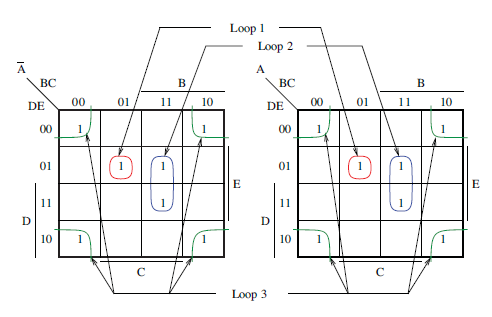 Loop 1
Loop 2
A̅ A
BC B BC B
DE 00 01 11 10 DE 00 01 11 10
00 1 1 00 1 1
01 1 1 01 1 1
E E
11 1 11 1
D D
10 1 1 10 1 1
C C
Loop 3